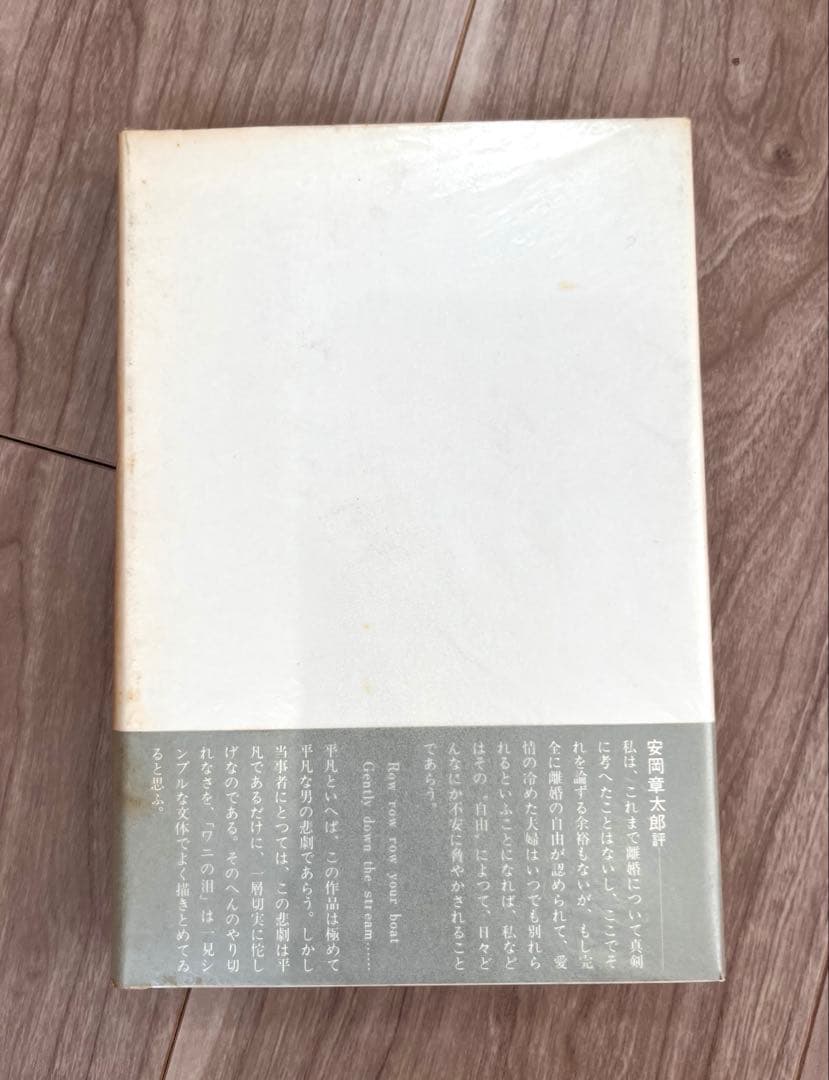 安岡章太郎評――
私は、これまで離婚について真剣
に考へたことはないし、ここでそ
れを論ずる余裕もないが、もし完
全に離婚の自由が認められて、愛
情の冷めた夫婦はいつでも別れら
れるといふことになれば、私など
はその〝自由〟によつて、日々ど
んなにか不安に脅やかされること
であらう。
Row row row your boat
Gently down the stream……
平凡といへば、この作品は極めて
平凡な男の悲劇であらう。しかし
当事者にとつては、この悲劇は平
凡であるだけに、一層切実に侘し
げなのである。そのへんのやり切
れなさを、「ワニの泪」は一見シ
ンプルな文体でよく描きとめてゐ
ると思ふ。